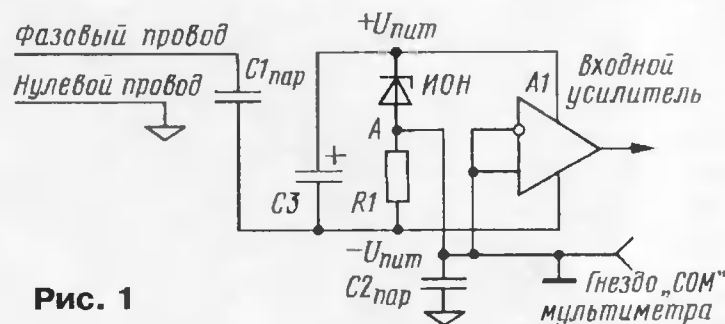 +Uпит
Фазовый провод
C1пар
Нулевой провод
ИОН
A1
Входной
усилитель
A
+
C3
R1
−Uпит
C2пар
Гнездо „COM"
мультиметра
Рис. 1